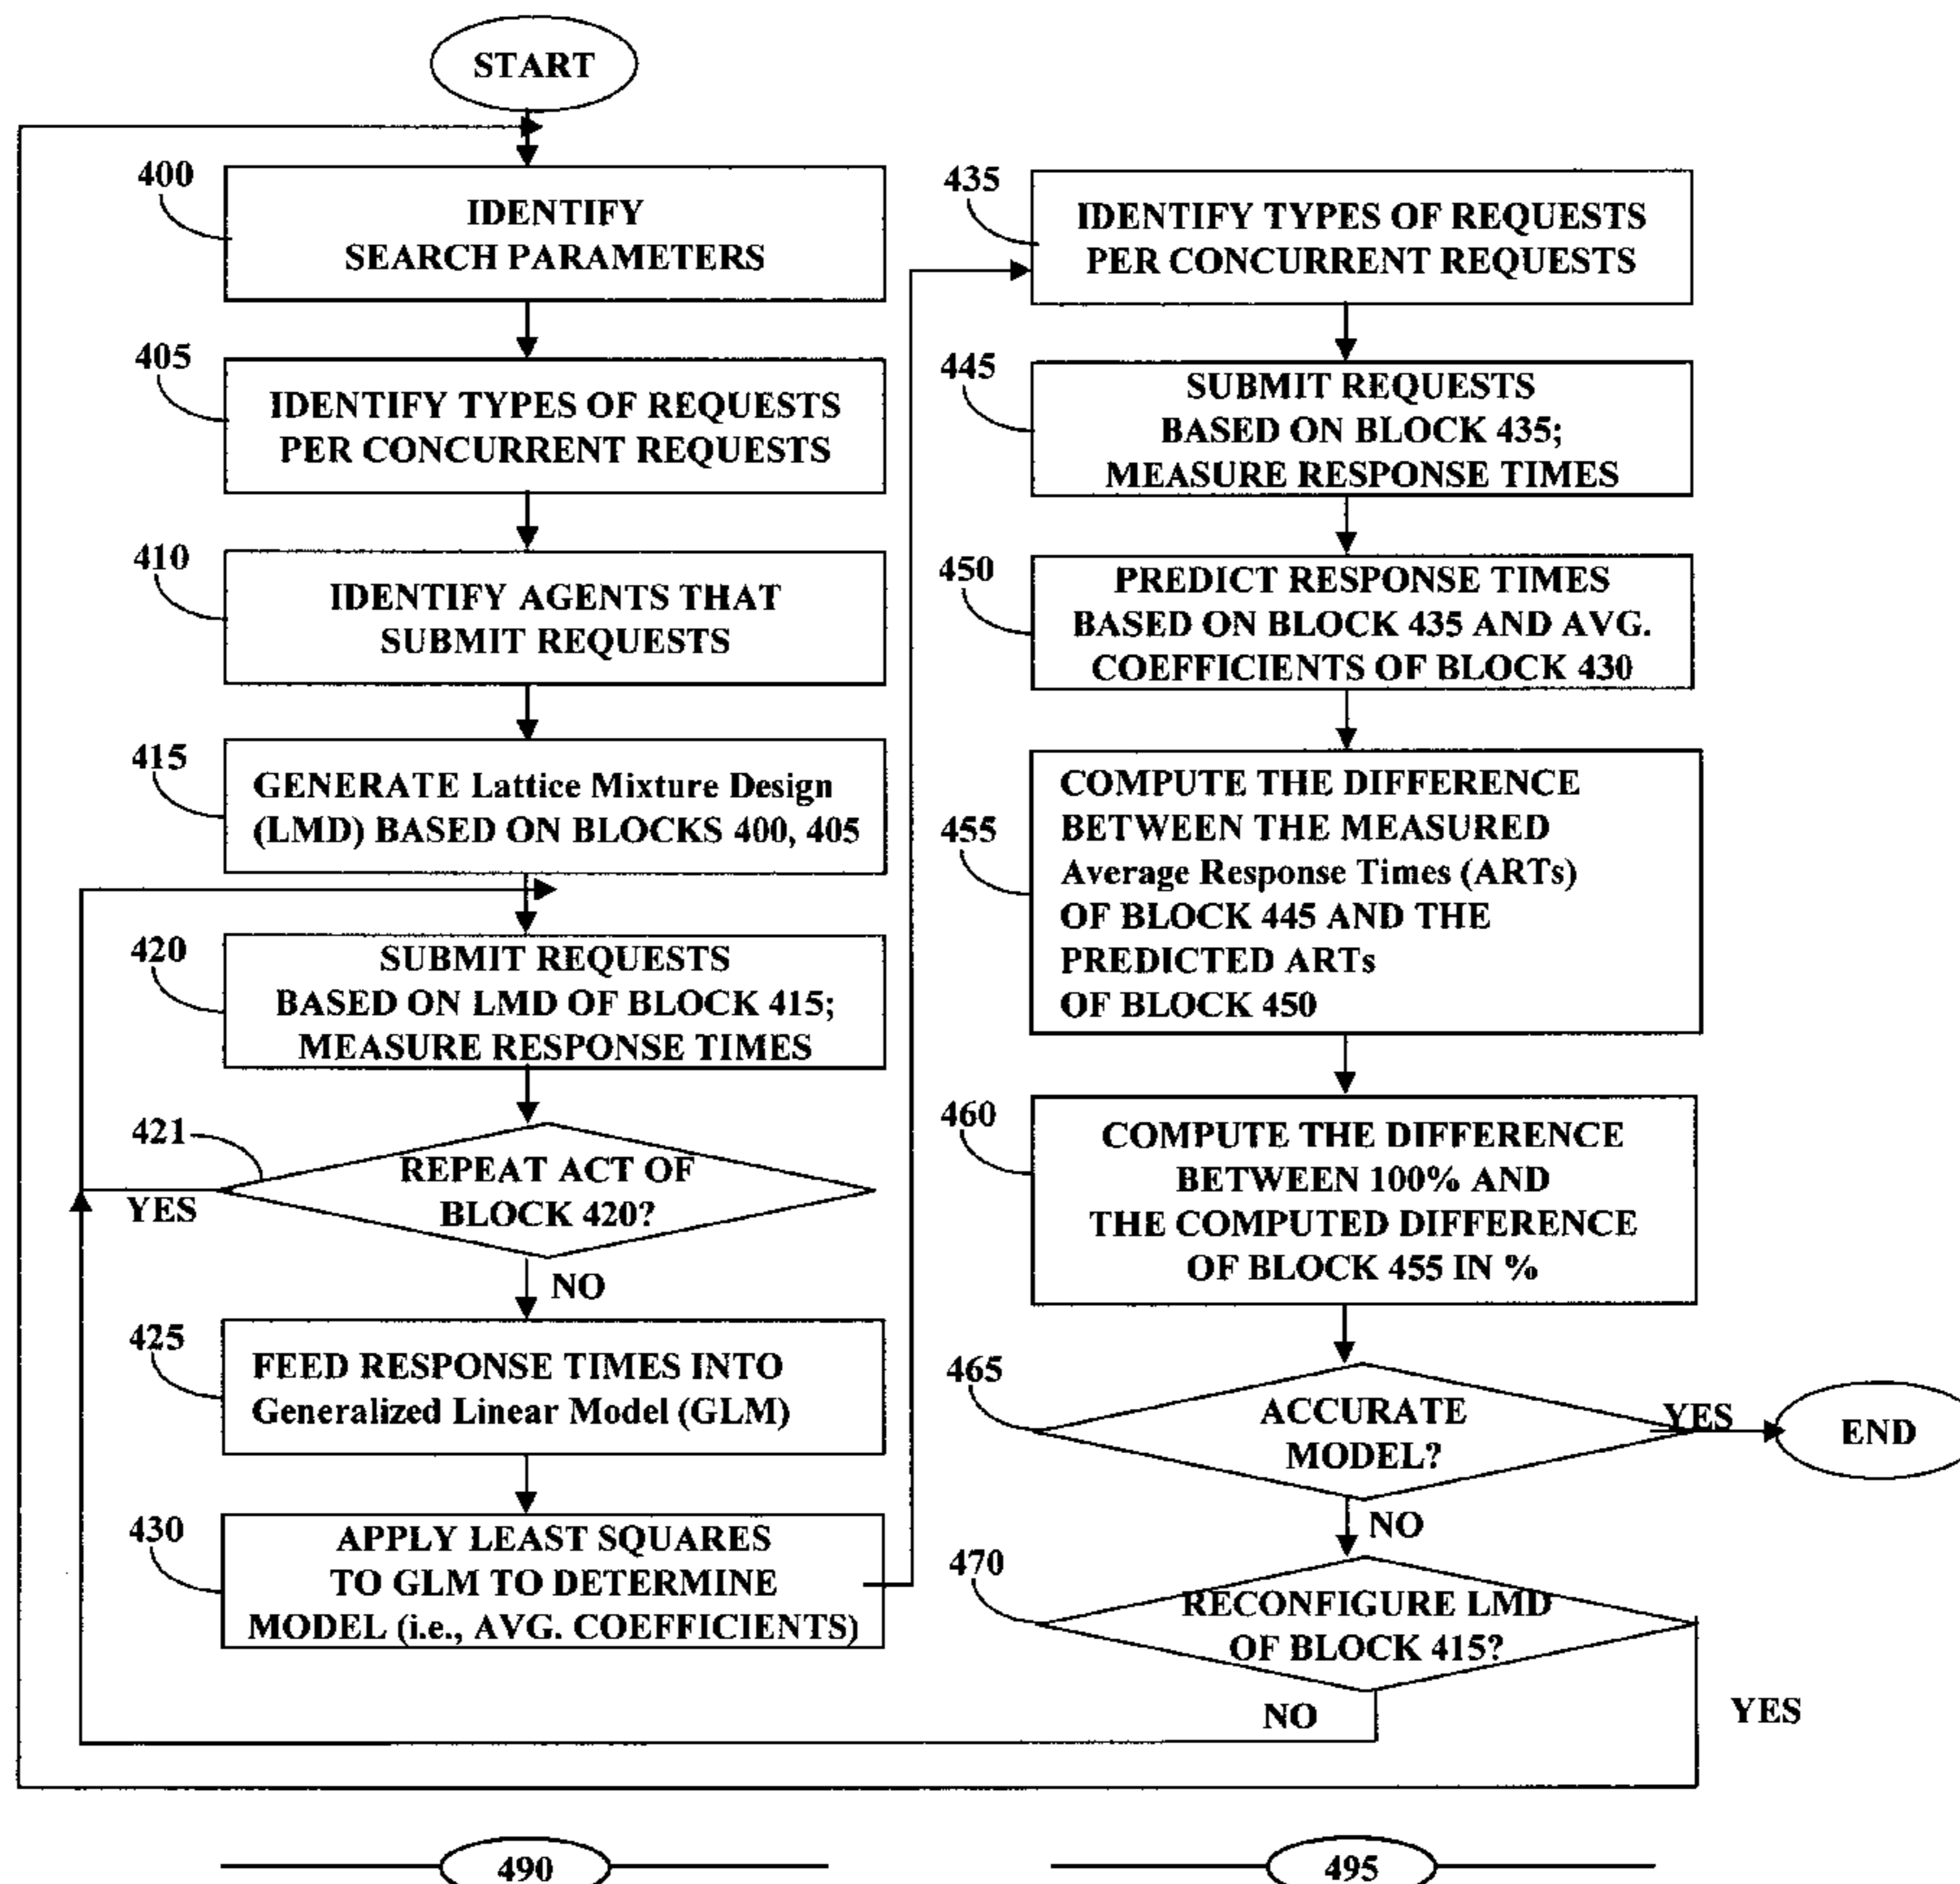 START
400
IDENTIFY
SEARCH PARAMETERS
405
IDENTIFY TYPES OF REQUESTS
PER CONCURRENT REQUESTS
410
IDENTIFY AGENTS THAT
SUBMIT REQUESTS
415
GENERATE Lattice Mixture Design
(LMD) BASED ON BLOCKS 400, 405
420
SUBMIT REQUESTS
BASED ON LMD OF BLOCK 415;
MEASURE RESPONSE TIMES
421
REPEAT ACT OF
BLOCK 420?
YES
NO
425
FEED RESPONSE TIMES INTO
Generalized Linear Model (GLM)
430
APPLY LEAST SQUARES
TO GLM TO DETERMINE
MODEL (i.e., AVG. COEFFICIENTS)
435
IDENTIFY TYPES OF REQUESTS
PER CONCURRENT REQUESTS
445
SUBMIT REQUESTS
BASED ON BLOCK 435;
MEASURE RESPONSE TIMES
450
PREDICT RESPONSE TIMES
BASED ON BLOCK 435 AND AVG.
COEFFICIENTS OF BLOCK 430
455
COMPUTE THE DIFFERENCE
BETWEEN THE MEASURED
Average Response Times (ARTs)
OF BLOCK 445 AND THE
PREDICTED ARTs
OF BLOCK 450
460
COMPUTE THE DIFFERENCE
BETWEEN 100% AND
THE COMPUTED DIFFERENCE
OF BLOCK 455 IN %
465
ACCURATE
MODEL?
YES
END
NO
470
RECONFIGURE LMD
OF BLOCK 415?
NO
YES
490
495